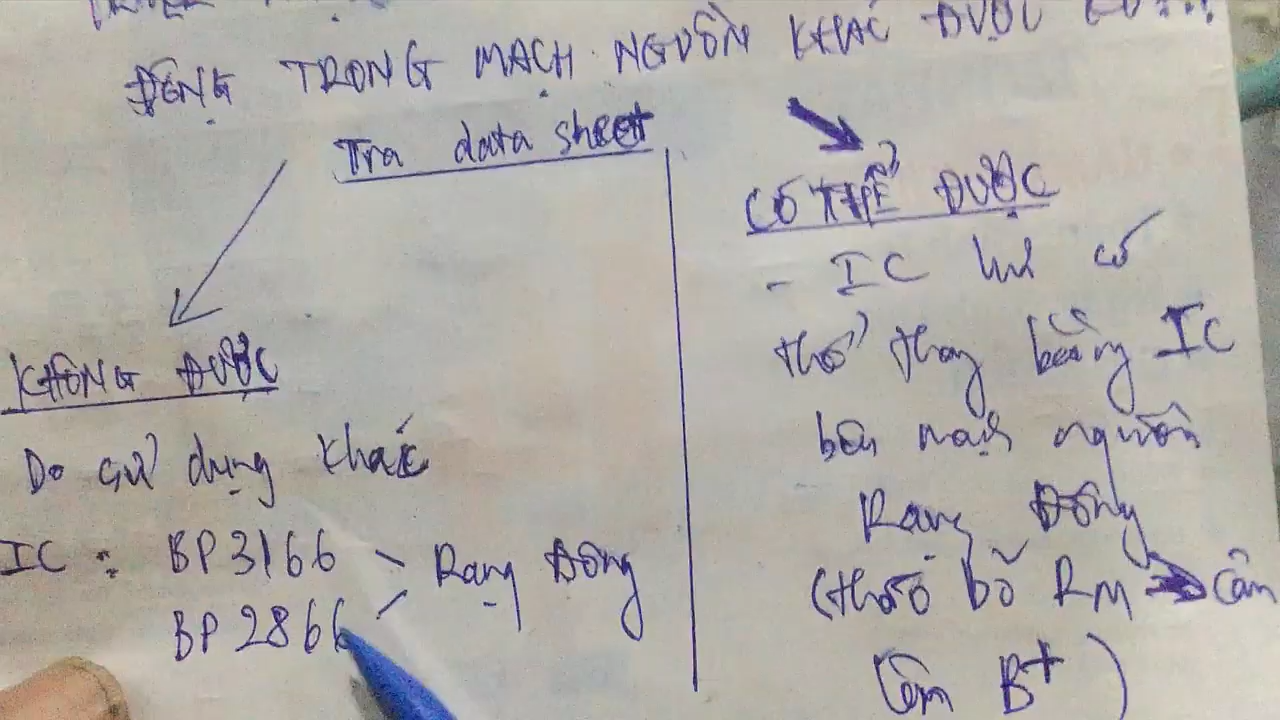 ĐỘNG TRONG MẠCH NGUỒN KHÁC ĐƯỢC
Tra data sheet
KHÔNG ĐƯỢC
Do sử dụng khác
IC : BP3166
BP2866
Rạng Đông
CÓ THỂ ĐƯỢC
- IC hư có
thể thay bằng IC
bên mạch nguồn
Rạng Đông
(tháo bỏ RM → cân
lên B+)